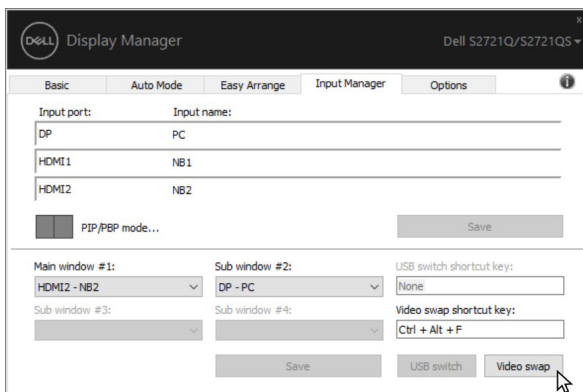 DELL Display Manager
Dell S2721Q/S2721QS
Basic Auto Mode Easy Arrange Input Manager Options
Input port: Input name:
DP PC
HDMI1 NB1
HDMI2 NB2
PIP/PBP mode...
Save
Main window #1: Sub window #2: USB switch shortcut key:
HDMI2 - NB2 DP - PC None
Sub window #3: Sub window #4: Video swap shortcut key:
Ctrl + Alt + F
Save USB switch Video swap